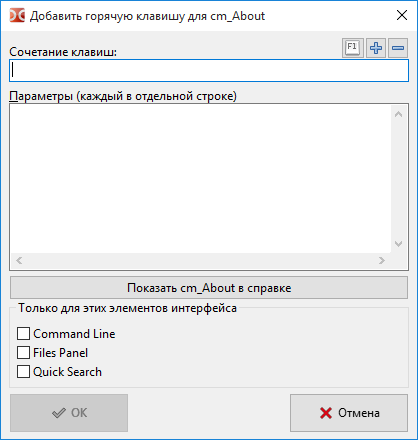 Добавить горячую клавишу для cm_About
Сочетание клавиш:
F1
Параметры (каждый в отдельной строке)
Показать cm_About в справке
Только для этих элементов интерфейса
Command Line
Files Panel
Quick Search
OK
Отмена